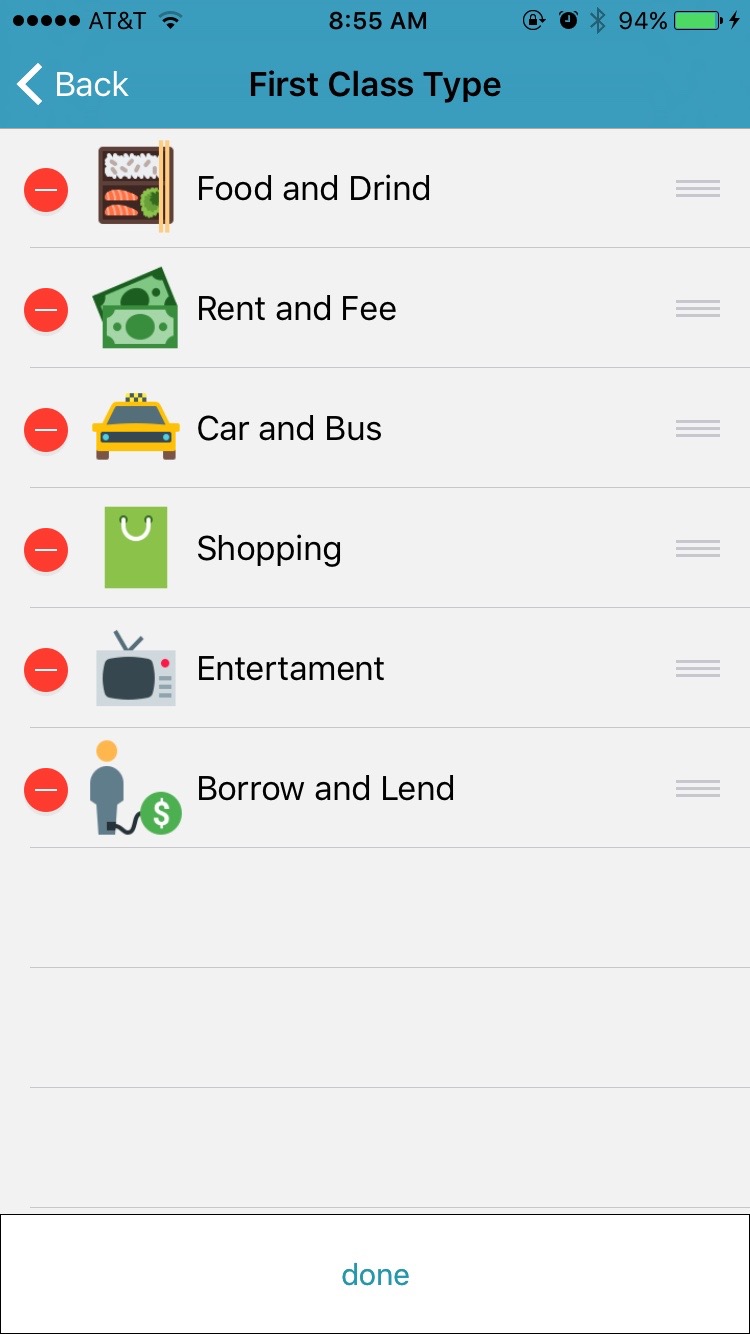 AT&T 8:55 AM 94%
Back First Class Type
Food and Drind
Rent and Fee
Car and Bus
Shopping
Entertament
Borrow and Lend
$
done